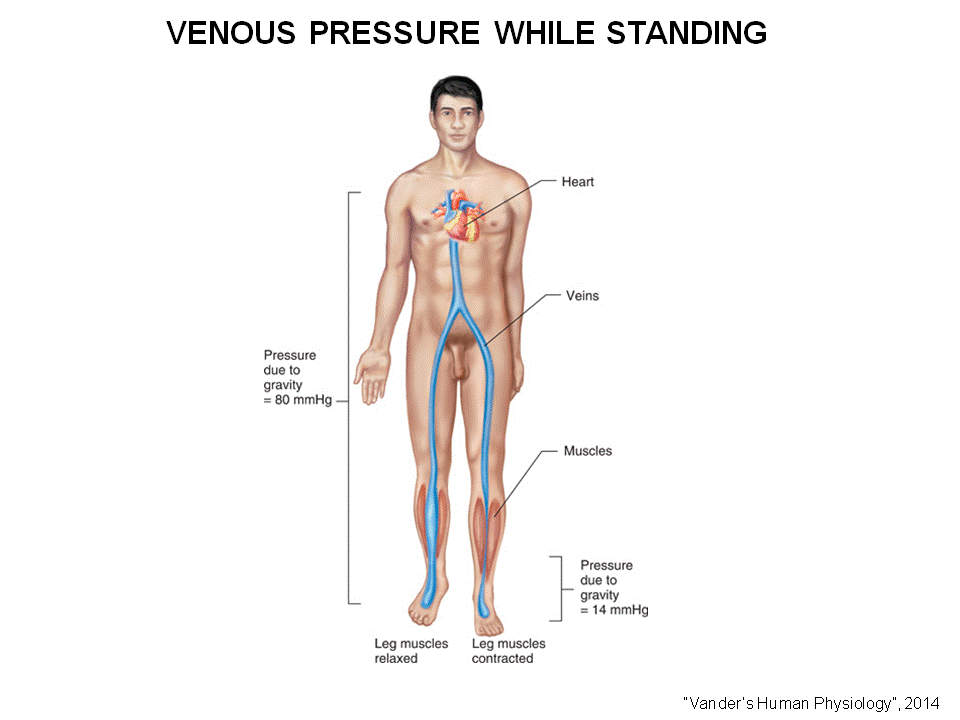 VENOUS PRESSURE WHILE STANDING
Heart
Veins
Pressure
due to
gravity
= 80 mmHg
Muscles
Pressure
due to
gravity
= 14 mmHg
Leg muscles
relaxed
Leg muscles
contracted
"Vander's Human Physiology", 2014